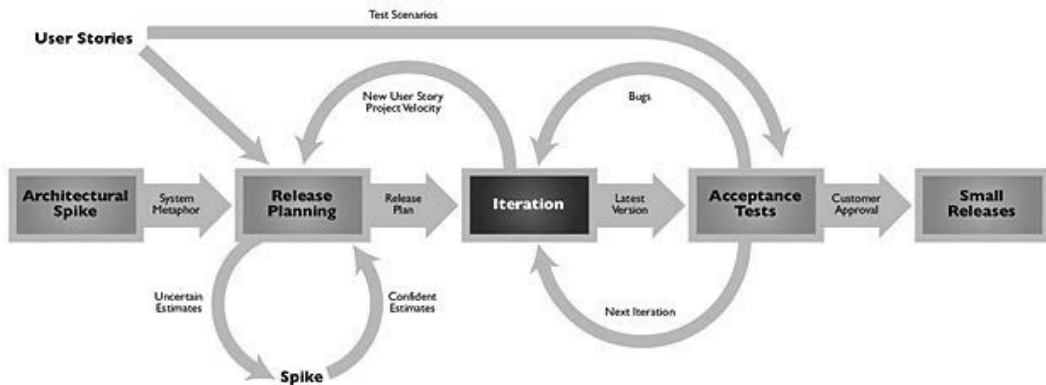 Test Scenarios
User Stories
New User Story
Project Velocity
Bugs
Architectural
Spike
System
Metaphor
Release
Planning
Release
Plan
Iteration
Latest
Version
Acceptance
Tests
Customer
Approval
Small
Releases
Uncertain
Estimates
Confident
Estimates
Next Iteration
Spike